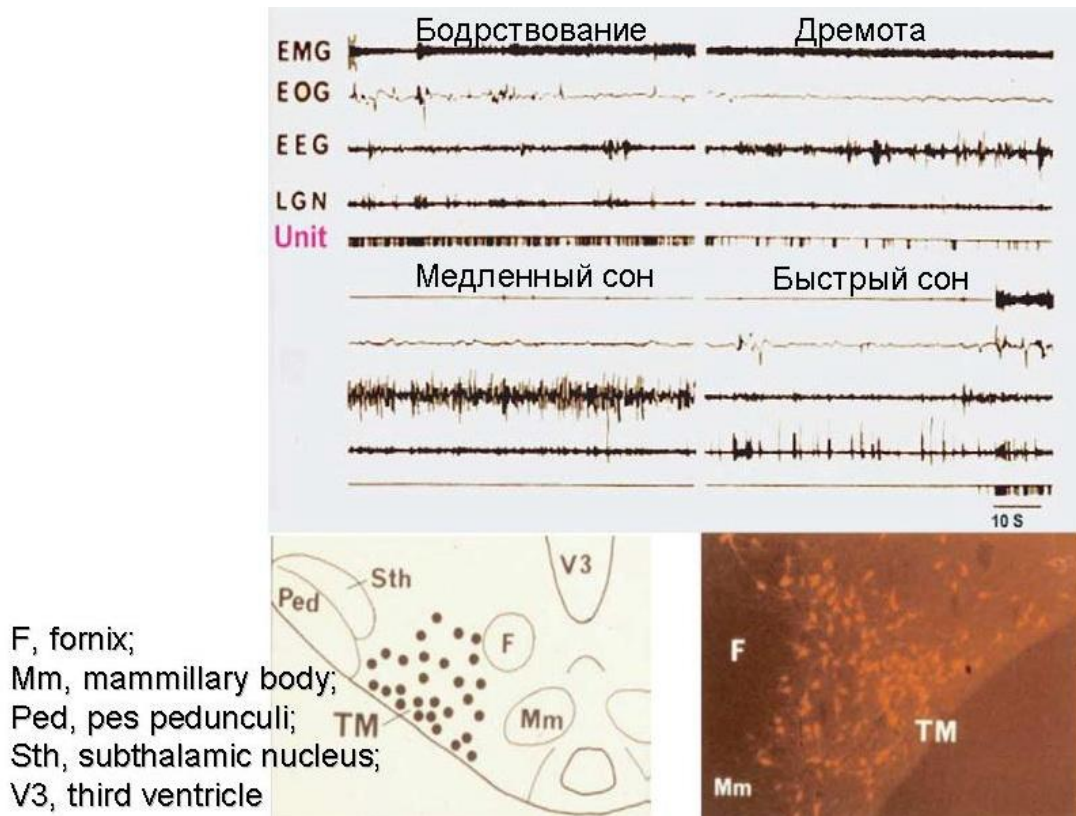 Бодрствование Дремота
EMG
EOG
EEG
LGN
Unit
Медленный сон Быстрый сон
10 S
Sth
Ped
V3
F
TM
Mm
F
TM
Mm
F, fornix;
Mm, mammillary body;
Ped, pes pedunculi;
Sth, subthalamic nucleus;
V3, third ventricle